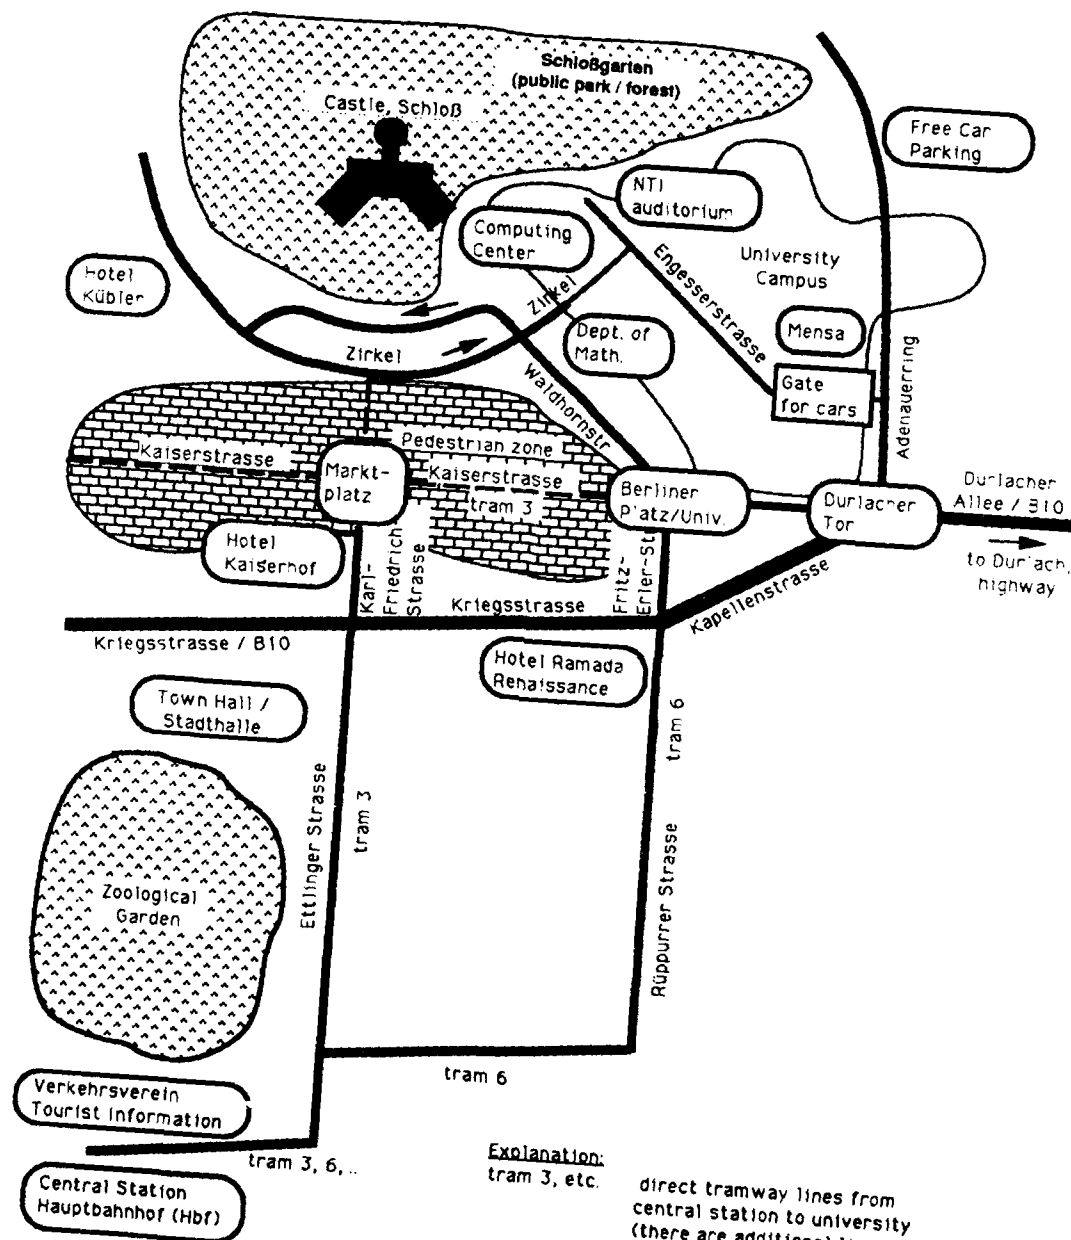 Schloßgarten
(public park / forest)
Castle, Schloß
Free Car
Parking
NTI
auditorium
Computing
Center
University
Campus
Engesserstrasse
Hotel
Kübler
Zirkel
Zirkel
Dept. of
Math.
Mensa
Gate
for cars
Adenauerring
Waldhornstr.
Pedestrian zone
Kaiserstrasse
Markt-
platz
Kaiserstrasse
tram 3
Berliner
Platz/Univ.
Durlacher
Tor
Durlacher
Allee / B10
to Durlach,
highway
Hotel
Kaiserhof
Karl-
Friedrich
Strasse
Fritz-
Erler-St
Kriegsstrasse
Kapellenstrasse
Kriegsstrasse / B10
Hotel Ramada
Renaissance
Town Hall /
Stadthalle
tram 6
Ettlinger Strasse
tram 3
Rüppurrer Strasse
Zoological
Garden
tram 6
Verkehrsverein
Tourist Information
tram 3, 6, ..
Central Station
Hauptbahnhof (Hbf)
Explanation:
tram 3, etc.
direct tramway lines from
central station to university
(there are additional